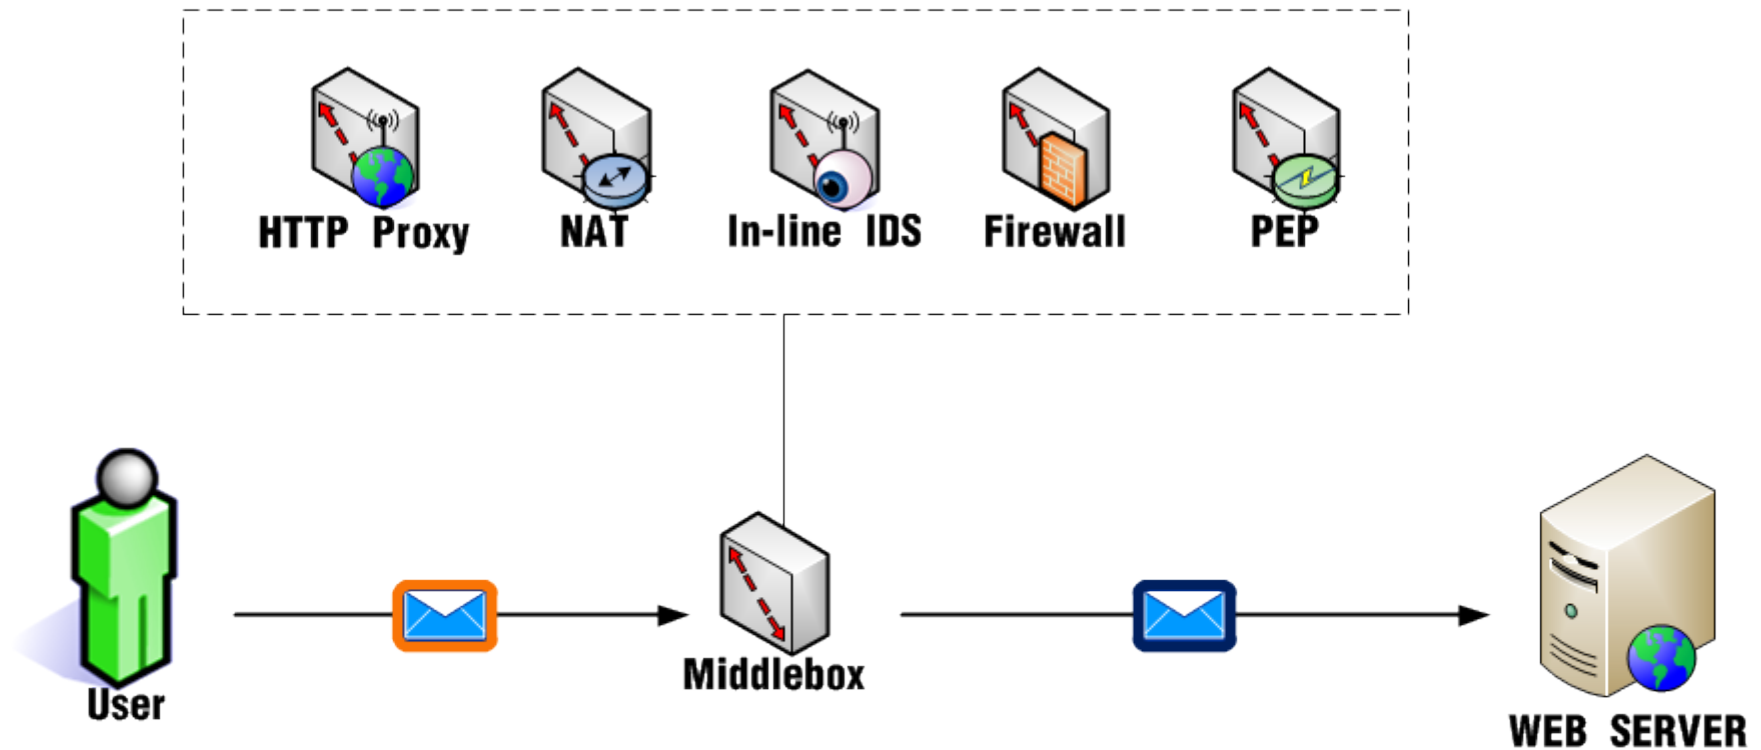 HTTP Proxy NAT In-line IDS Firewall PEP
Middlebox
User
WEB SERVER